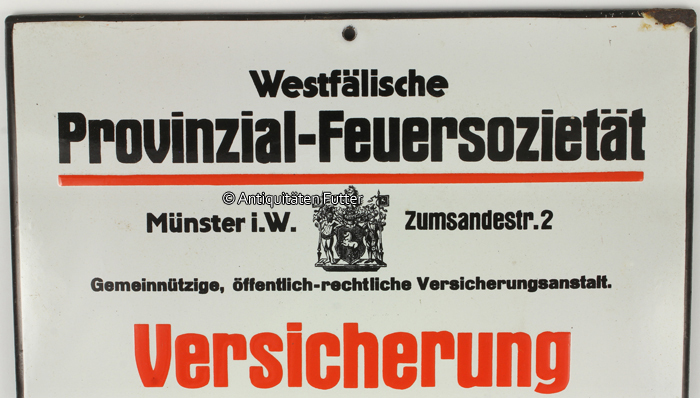 Westfälische
Provinzial-Feuersozietät
© Antiquitäten Futter
Münster i.W. Zumsandestr. 2
Gemeinnützige, öffentlich-rechtliche Versicherungsanstalt.
Versicherung